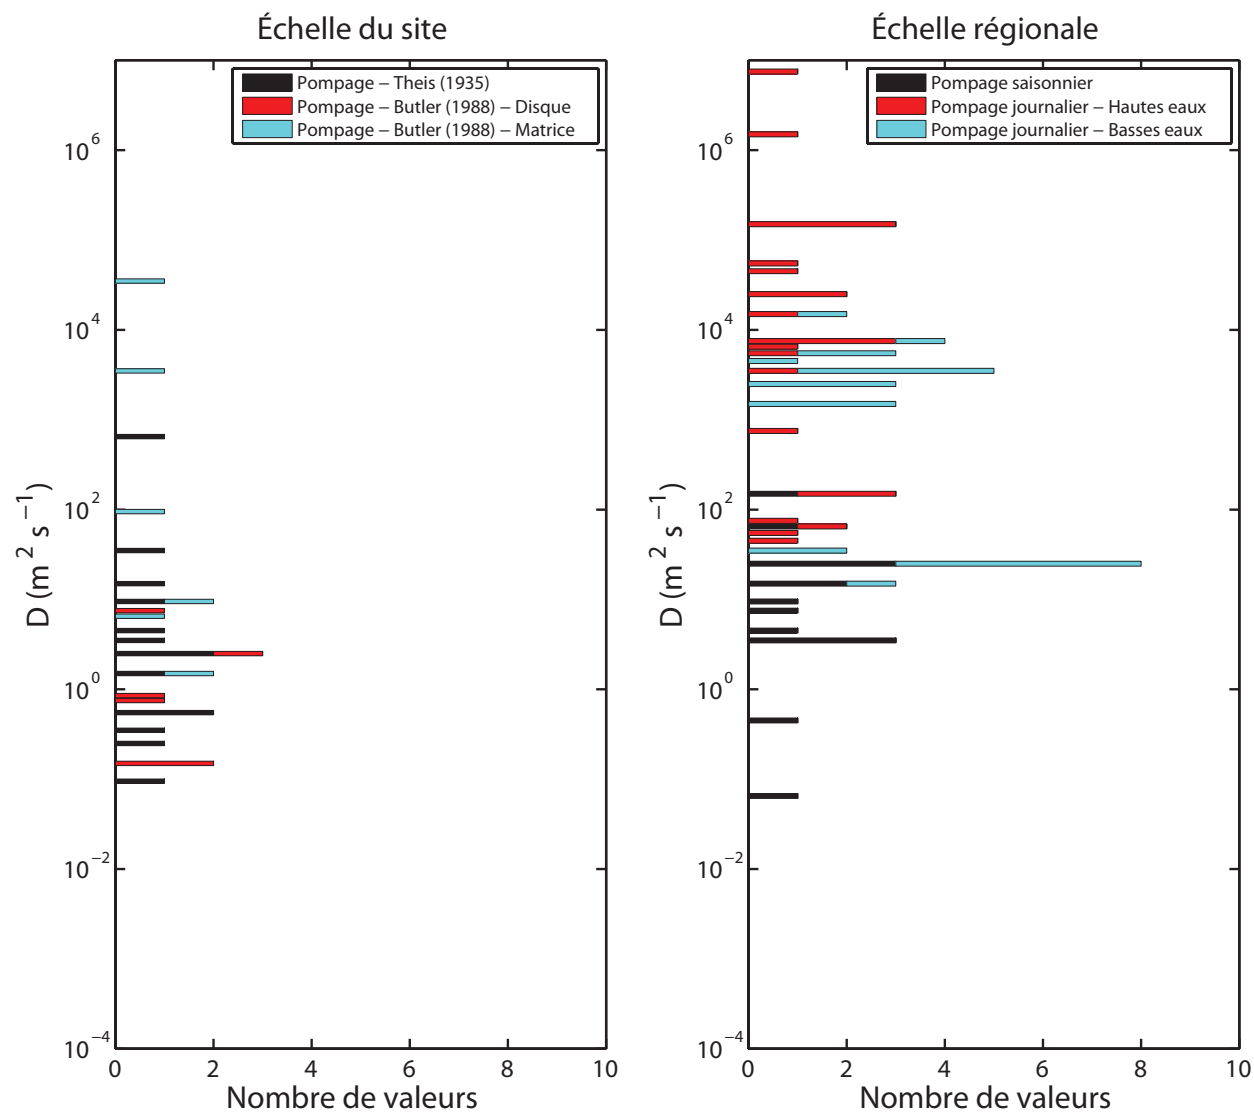 Échelle du site
Pompage – Theis (1935)
Pompage – Butler (1988) – Disque
Pompage – Butler (1988) – Matrice
10^6
10^4
10^2
10^0
10^−2
10^−4
D (m^2 s^−1)
0 2 4 6 8 10
Nombre de valeurs
Échelle régionale
Pompage saisonnier
Pompage journalier – Hautes eaux
Pompage journalier – Basses eaux
10^6
10^4
10^2
10^0
10^−2
10^−4
D (m^2 s^−1)
0 2 4 6 8 10
Nombre de valeurs